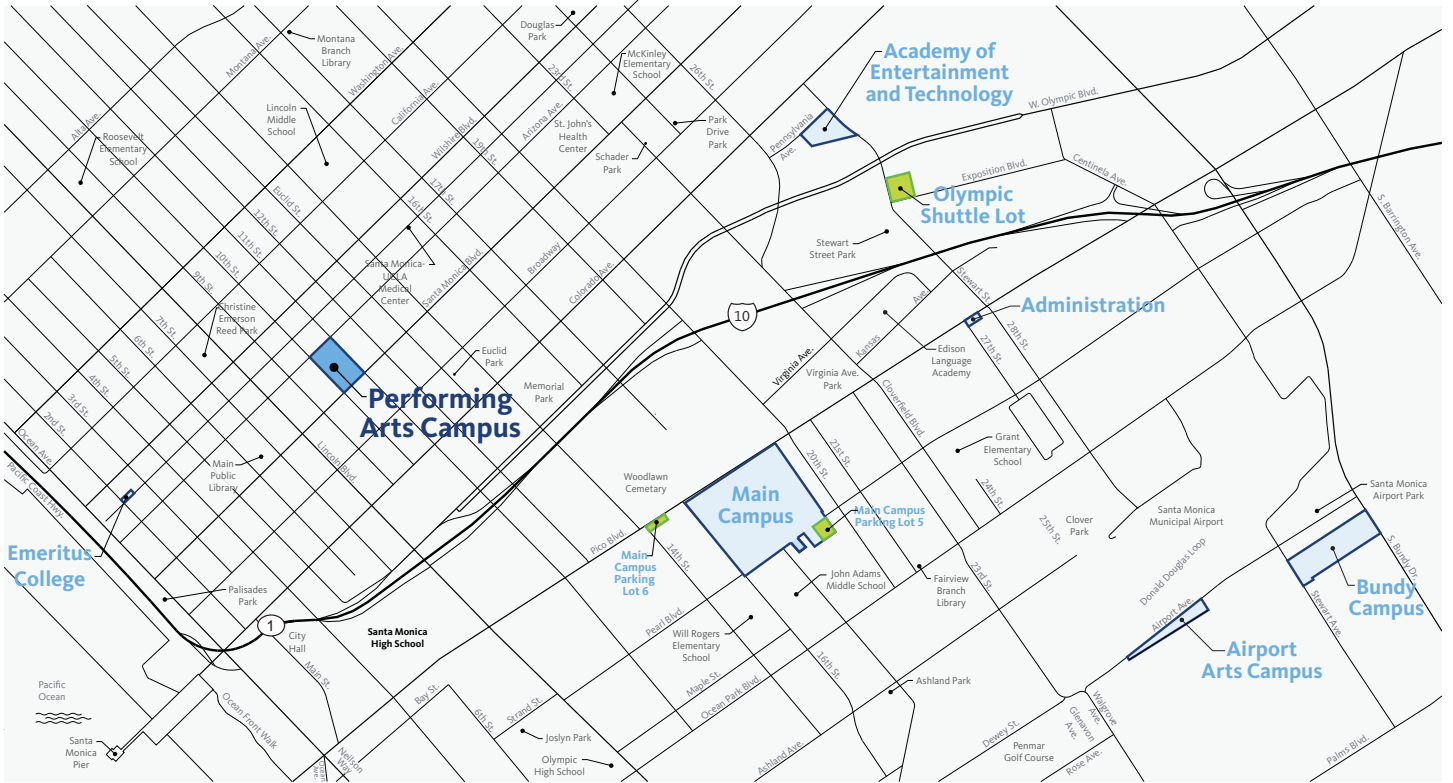 Douglas
Park
Montana
Branch
Library
Montana Ave.
Washington Ave.
McKinley
Elementary
School
23rd St.
26th St.
Academy of
Entertainment
and Technology
California Ave.
Lincoln
Middle
School
Alta Ave.
Roosevelt
Elementary
School
Wilshire Blvd.
Arizona Ave.
St. John's
Health
Center
Schader
Park
Park
Drive
Park
Pennsylvania
Ave.
W. Olympic Blvd.
19th St.
17th St.
16th St.
Exposition Blvd.
Centinela Ave.
Olympic
Shuttle Lot
S. Barrington Ave.
Euclid St.
12th St.
11th St.
10th St.
9th St.
7th St.
6th St.
5th St.
4th St.
3rd St.
2nd St.
Ocean Ave.
Pacific Coast Hwy.
Santa Monica-
UCLA
Medical
Center
Santa Monica Blvd.
Broadway
Colorado Ave.
Stewart
Street Park
Stewart St.
Christine
Emerson
Reed Park
10
Kansas
Ave.
Administration
28th St.
27th St.
Euclid
Park
Memorial
Park
Virginia Ave.
Virginia Ave.
Park
Edison
Language
Academy
Cloverfield Blvd.
Performing
Arts Campus
Lincoln Blvd.
Main
Public
Library
Woodlawn
Cemetary
Main
Campus
21st St.
20th St.
Grant
Elementary
School
24th St.
25th St.
Main Campus
Parking Lot 5
Clover
Park
Santa Monica
Municipal Airport
Santa Monica
Airport Park
Emeritus
College
Pico Blvd.
Main
Campus
Parking
Lot 6
14th St.
John Adams
Middle School
Fairview
Branch
Library
23rd St.
Donald Douglas Loop
Airport Ave.
S. Bundy Dr.
Stewart Ave.
Bundy
Campus
Palisades
Park
1
City
Hall
Santa Monica
High School
Pearl Blvd.
Will Rogers
Elementary
School
Airport
Arts Campus
Main St.
16th St.
Maple St.
Ocean Park Blvd.
Ashland Park
Pacific
Ocean
Ocean Front Walk
Bay St.
6th St.
Strand St.
Joslyn Park
Olympic
High School
Ashland Ave.
Dewey St.
Walgrove
Ave.
Glenavon
Ave.
Rose Ave.
Penmar
Golf Course
Palms Blvd.
Santa
Monica
Pier
Neilson
Way
Ocean
Ave.